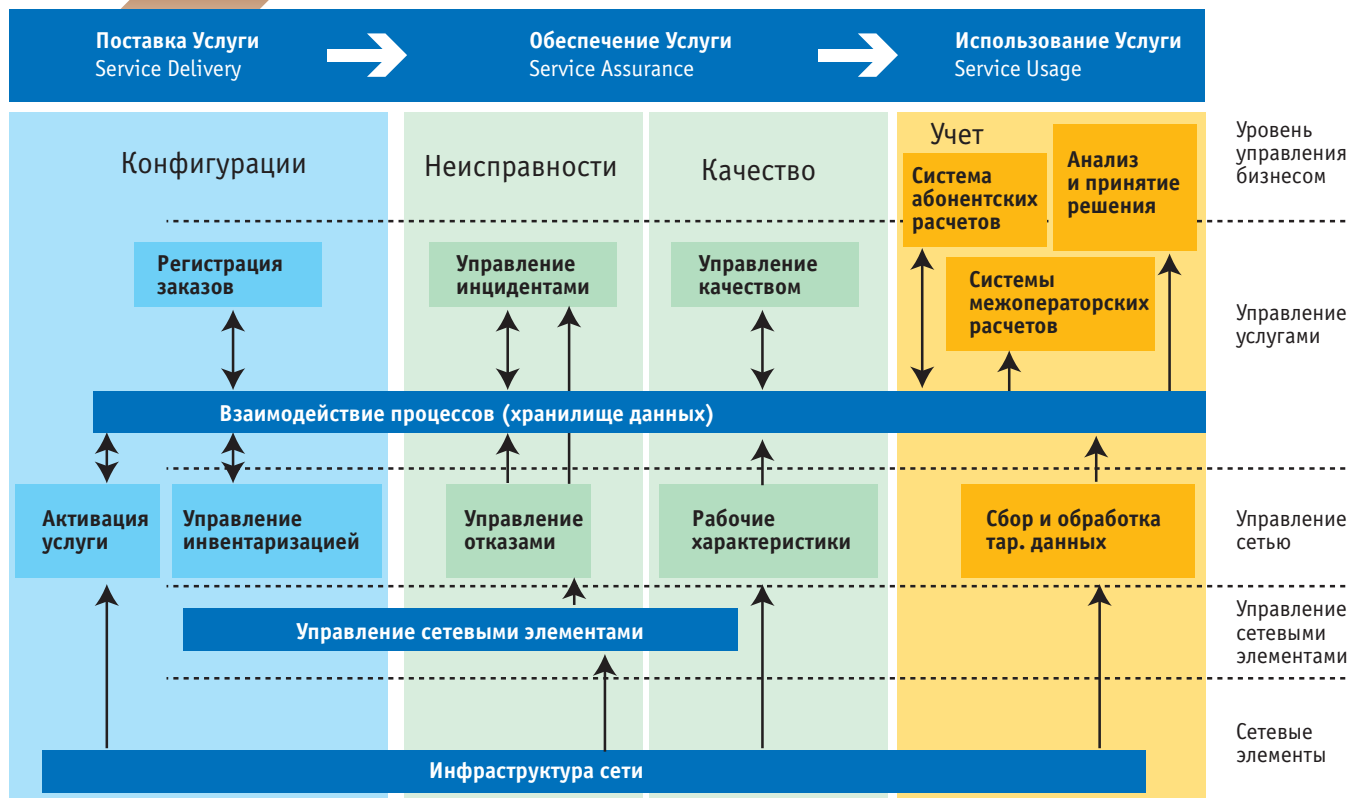 Поставка Услуги
Service Delivery
Обеспечение Услуги
Service Assurance
Использование Услуги
Service Usage
Конфигурации
Неисправности
Качество
Учет
Система
абонентских
расчетов
Анализ
и принятие
решения
Уровень
управления
бизнесом
Регистрация
заказов
Управление
инцидентами
Управление
качеством
Системы
межоператорских
расчетов
Управление
услугами
Взаимодействие процессов (хранилище данных)
Активация
услуги
Управление
инвентаризацией
Управление
отказами
Рабочие
характеристики
Сбор и обработка
тар. данных
Управление
сетью
Управление сетевыми элементами
Управление
сетевыми
элементами
Инфраструктура сети
Сетевые
элементы